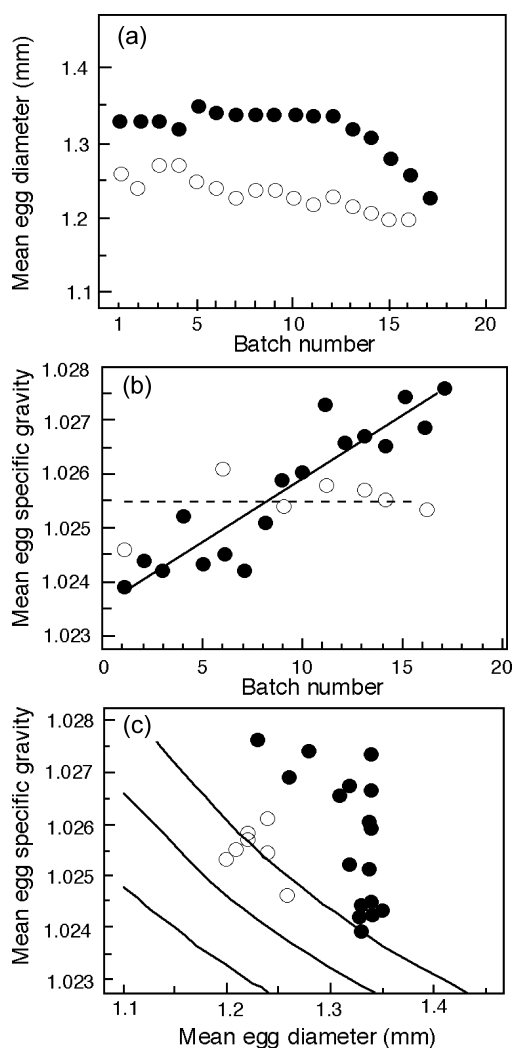 (a)
Mean egg diameter (mm)
1.4
1.3
1.2
1.1
1 5 10 15 20
Batch number
(b)
Mean egg specific gravity
1.028
1.027
1.026
1.025
1.024
1.023
0 5 10 15 20
Batch number
(c)
Mean egg specific gravity
1.028
1.027
1.026
1.025
1.024
1.023
1.1 1.2 1.3 1.4
Mean egg diameter (mm)